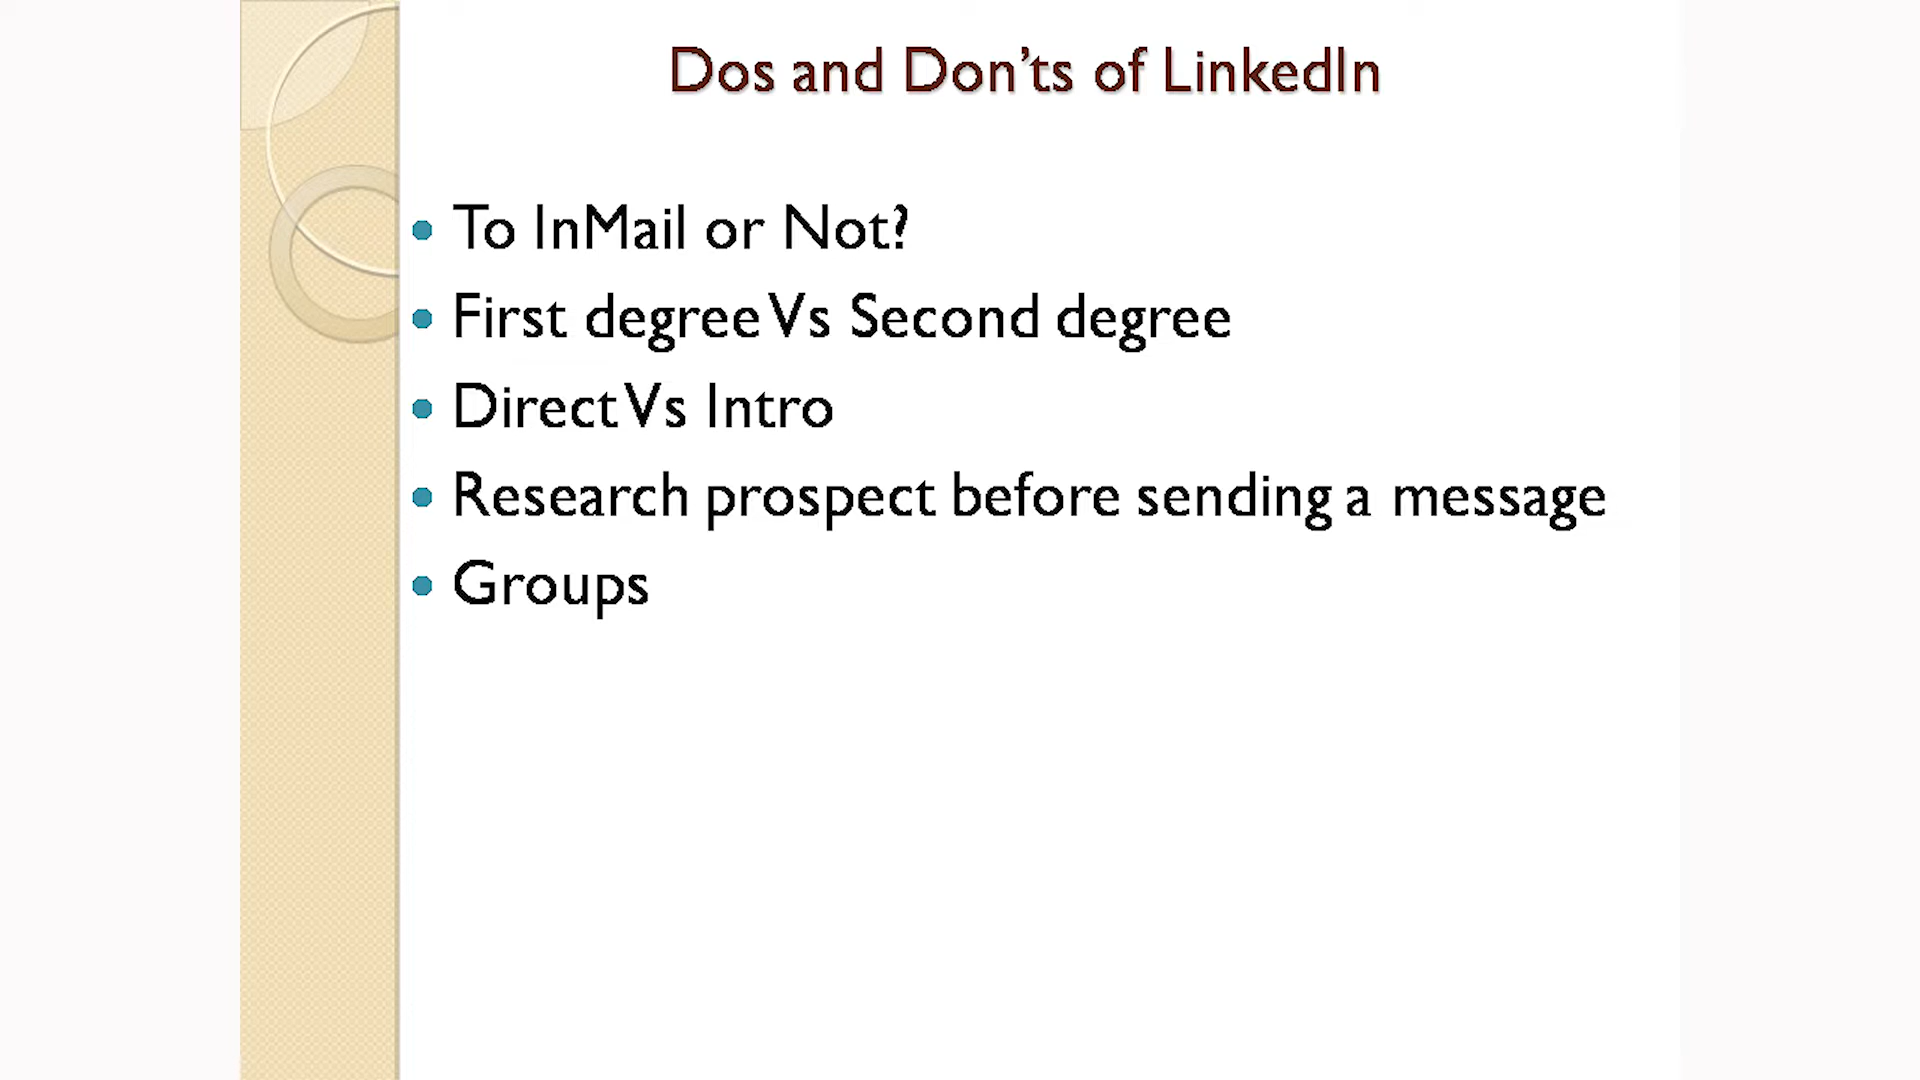 Dos and Don’ts of LinkedIn
• To InMail or Not?
• First degree Vs Second degree
• Direct Vs Intro
• Research prospect before sending a message
• Groups